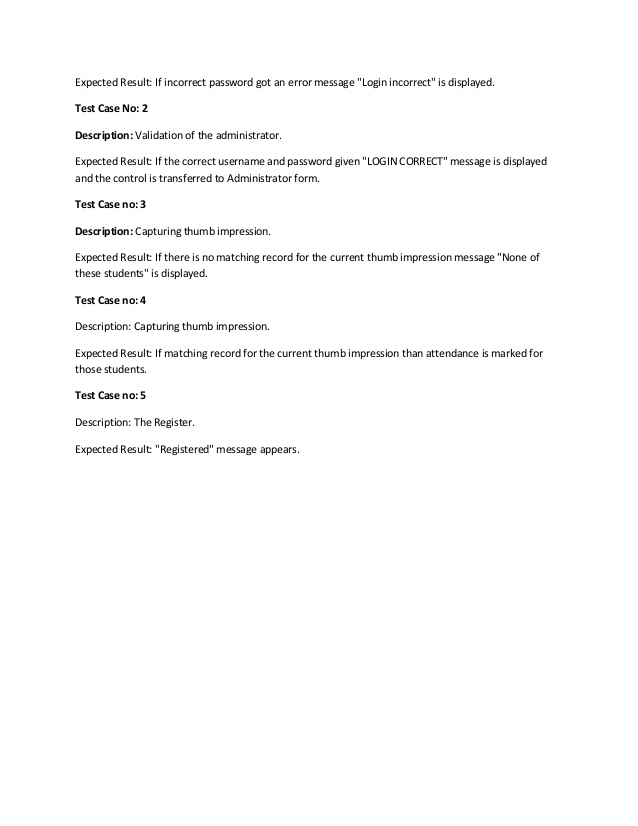 Expected Result: If incorrect password got an error message "Login incorrect" is displayed.
Test Case No: 2
Description: Validation of the administrator.
Expected Result: If the correct username and password given "LOGIN CORRECT" message is displayed
and the control is transferred to Administrator form.
Test Case no: 3
Description: Capturing thumb impression.
Expected Result: If there is no matching record for the current thumb impression message "None of
these students" is displayed.
Test Case no: 4
Description: Capturing thumb impression.
Expected Result: If matching record for the current thumb impression than attendance is marked for
those students.
Test Case no: 5
Description: The Register.
Expected Result: "Registered" message appears.